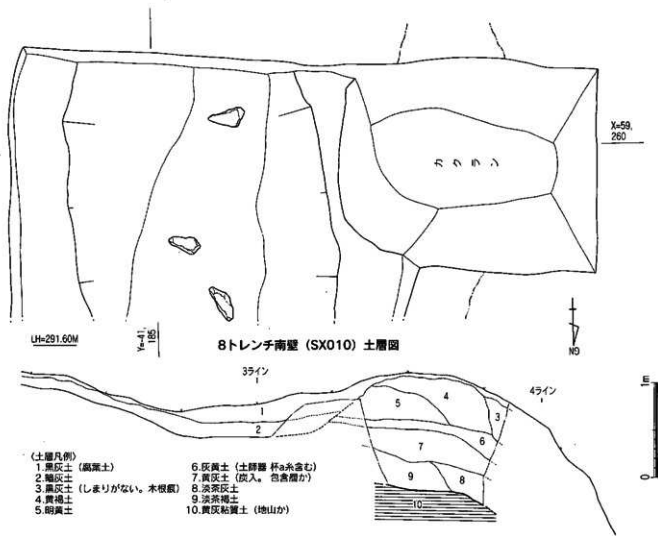 X=59,
260
カクラン
LH=291.60M
Y=-41,
185
8トレンチ南壁(SX010)土層図
N9
3ライン
4ライン
1m
0
1
2
3
4
5
6
7
8
9
10
〈土層凡例〉
1.黒灰土(腐葉土)
2.暗灰土
3.黒灰土(しまりがない。木根痕)
4.黄褐土
5.明黄土
6.灰黄土(土師器 杯a糸含む)
7.黄灰土(炭入。包含層か)
8.淡茶灰土
9.淡茶褐土
10.黄灰粘質土(地山か)